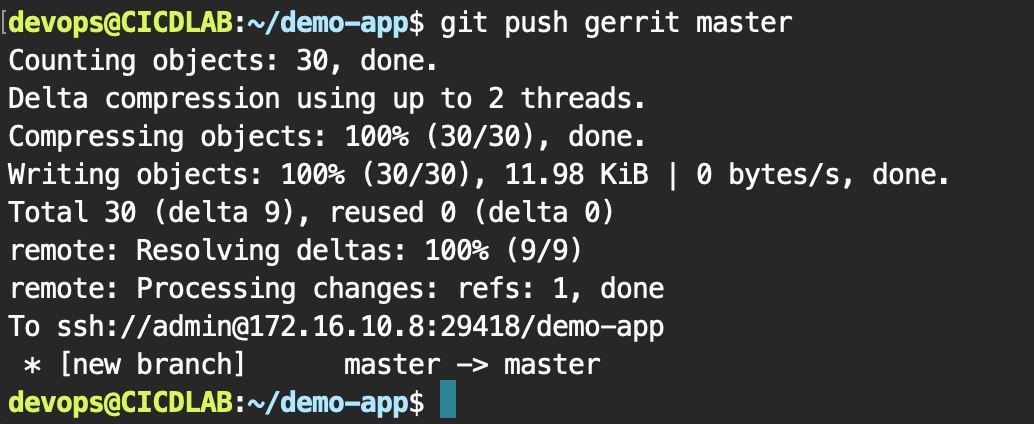 devops@CICDLAB:~/demo-app$ git push gerrit master
Counting objects: 30, done.
Delta compression using up to 2 threads.
Compressing objects: 100% (30/30), done.
Writing objects: 100% (30/30), 11.98 KiB | 0 bytes/s, done.
Total 30 (delta 9), reused 0 (delta 0)
remote: Resolving deltas: 100% (9/9)
remote: Processing changes: refs: 1, done
To ssh://admin@172.16.10.8:29418/demo-app
 * [new branch]      master -> master
devops@CICDLAB:~/demo-app$